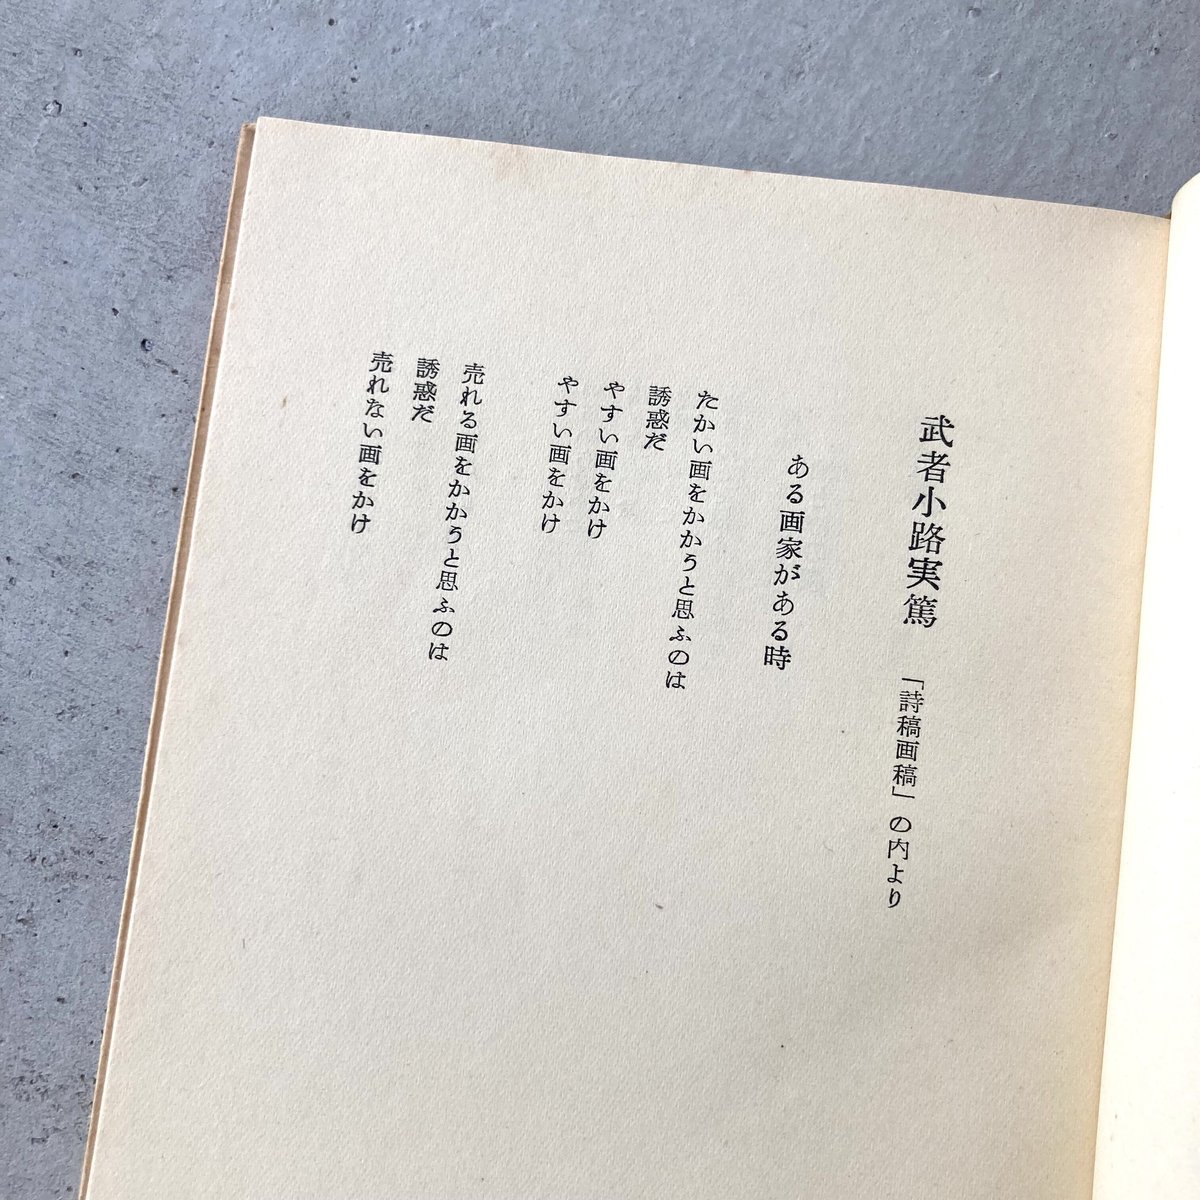 武者小路実篤 「詩稿画稿」の内より
ある画家がある時
たかい画をかかうと思ふのは
誘惑だ
やすい画をかけ
やすい画をかけ
売れる画をかかうと思ふのは
誘惑だ
売れない画をかけ